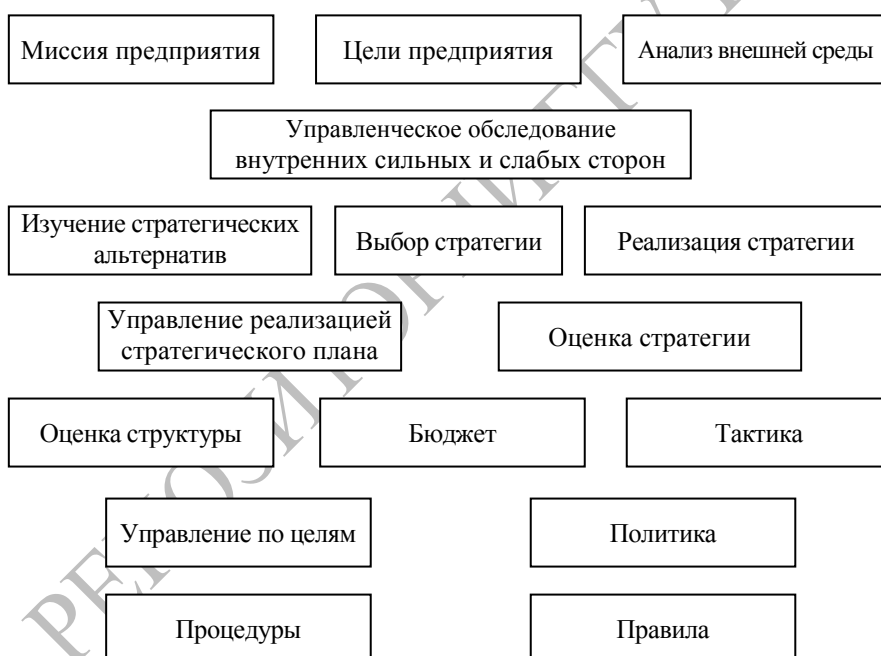 Миссия предприятия
Цели предприятия
Анализ внешней среды
Управленческое обследование
внутренних сильных и слабых сторон
Изучение стратегических
альтернатив
Выбор стратегии
Реализация стратегии
Управление реализацией
стратегического плана
Оценка стратегии
Оценка структуры
Бюджет
Тактика
Управление по целям
Политика
Процедуры
Правила